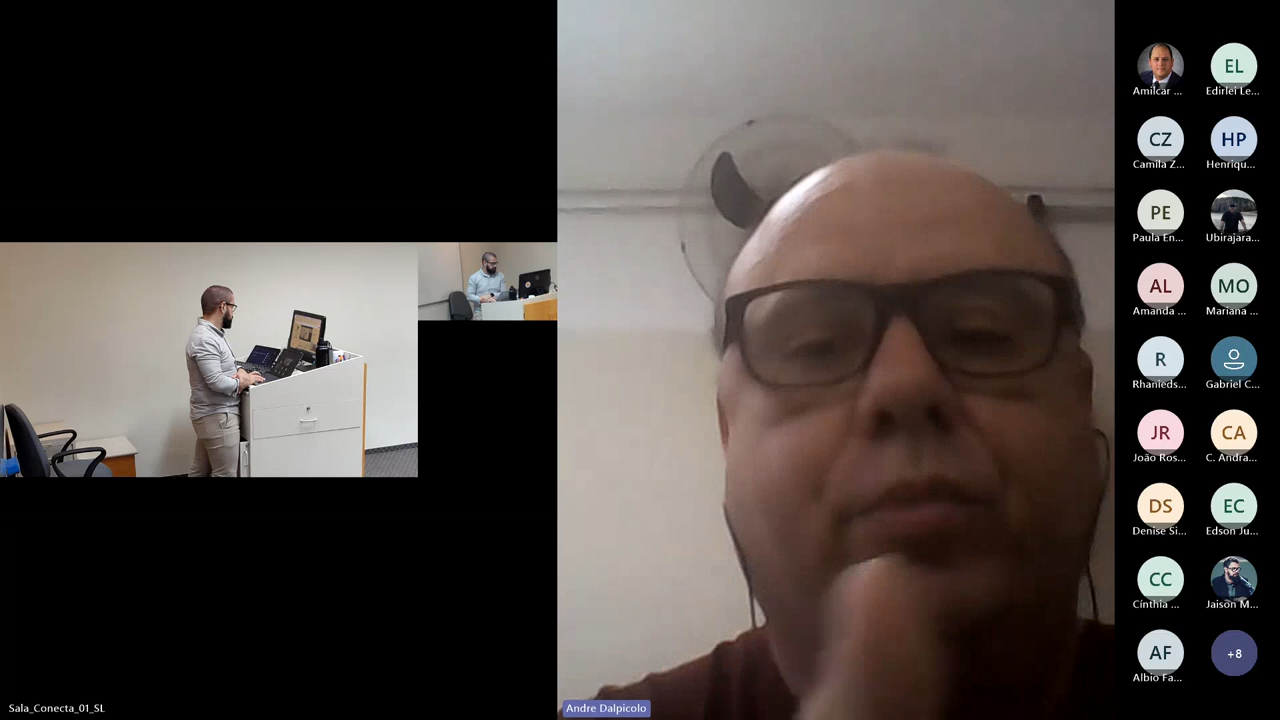 Amilcar ...
EL
Edirlei Le...
CZ
Camila Z...
HP
Henriqu...
PE
Paula En...
Ubirajara...
AL
Amanda ...
MO
Mariana ...
R
Rhanieds...
Gabriel C...
JR
João Ros...
CA
C. Andra...
DS
Denise Si...
EC
Edson Ju...
CC
Cínthia ...
Jaison M...
AF
Albio Fa...
+8
Sala_Conecta_01_SL
Andre Dalpicolo